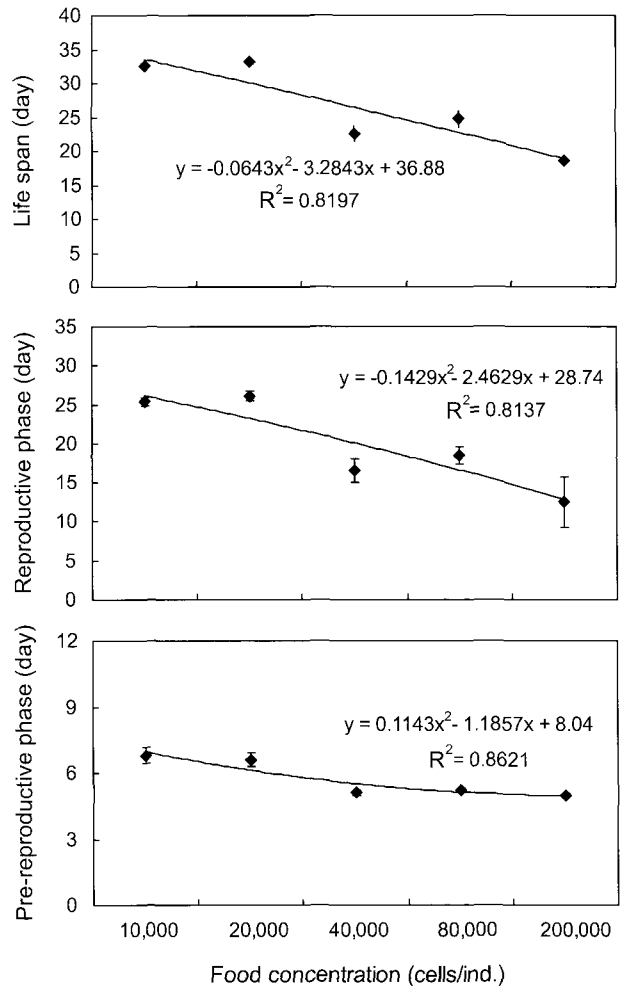 40
35
30
25
20
15
10
5
0
Life span (day)
y = -0.0643x²- 3.2843x + 36.88
R²= 0.8197
35
30
25
20
15
10
5
0
Reproductive phase (day)
y = -0.1429x²- 2.4629x + 28.74
R²= 0.8137
12
9
6
3
0
Pre-reproductive phase (day)
y = 0.1143x²- 1.1857x + 8.04
R²= 0.8621
10,000 20,000 40,000 80,000 200,000
Food concentration (cells/ind.)